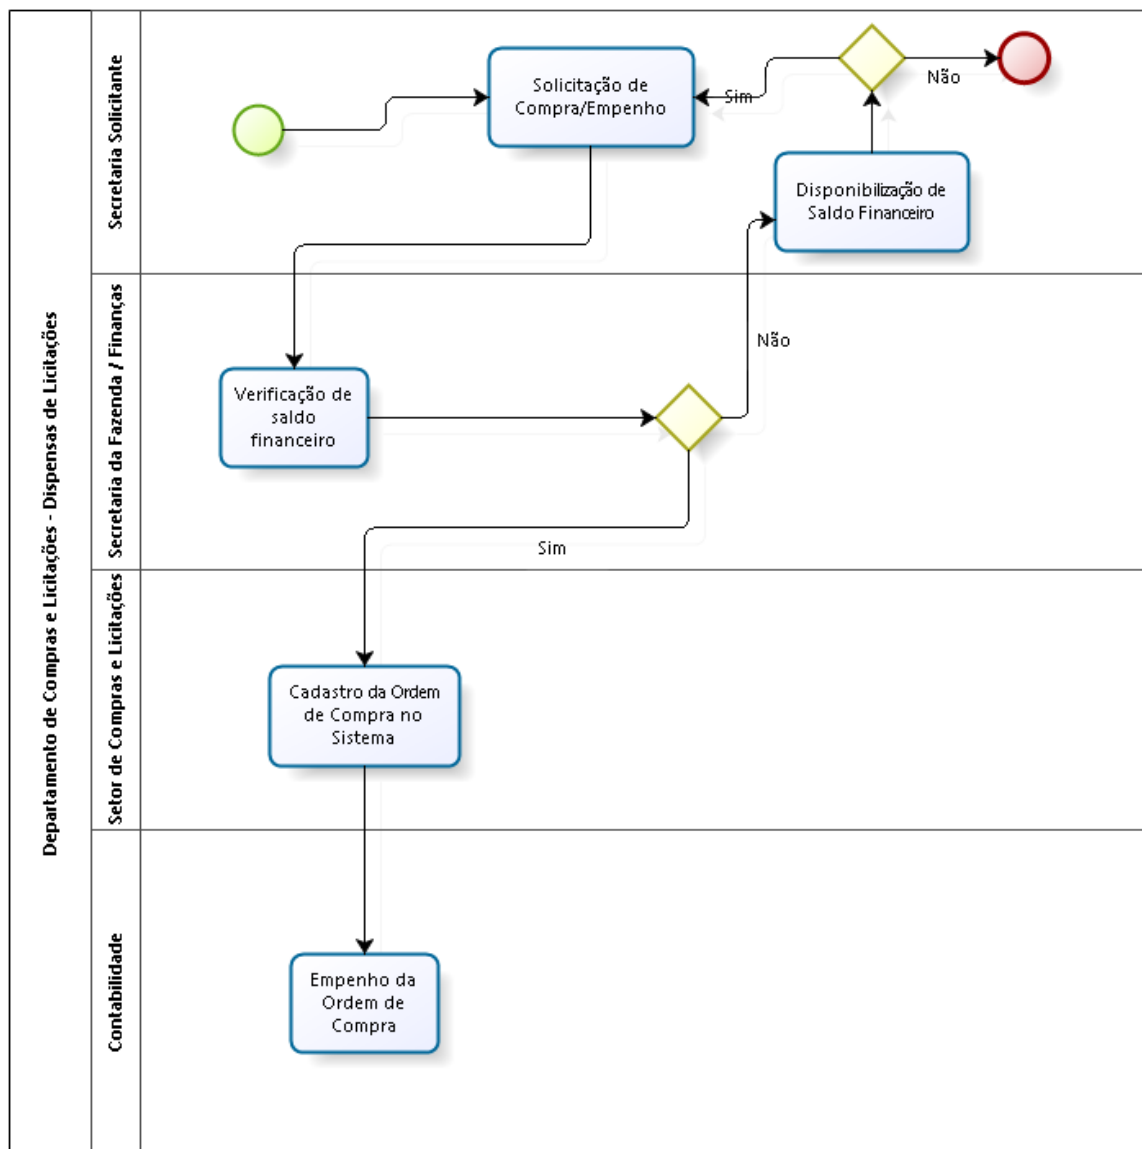 Departamento de Compras e Licitações - Dispensas de Licitações
Secretaria Solicitante
Solicitação de
Compra/Empenho
Sim
Não
Disponibilização de
Saldo Financeiro
Secretaria da Fazenda / Finanças
Verificação de
saldo
financeiro
Não
Sim
Setor de Compras e Licitações
Cadastro da Ordem
de Compra no
Sistema
Contabilidade
Empenho da
Ordem de
Compra